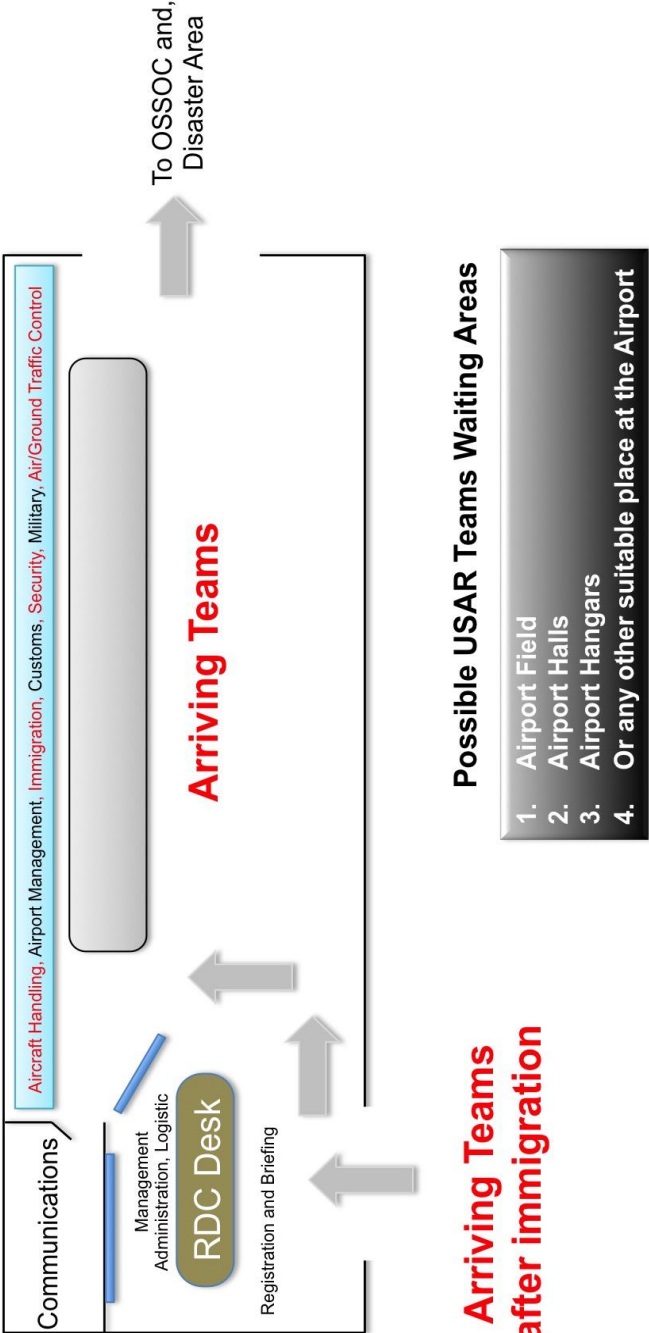 Communications
Aircraft Handling, Airport Management, Immigration, Customs, Security, Military, Air/Ground Traffic Control
Management
Administration, Logistic
RDC Desk
Registration and Briefing
Arriving Teams
To OSSOC and,
Disaster Area
Arriving Teams
after immigration
Possible USAR Teams Waiting Areas
1. Airport Field
2. Airport Halls
3. Airport Hangars
4. Or any other suitable place at the Airport